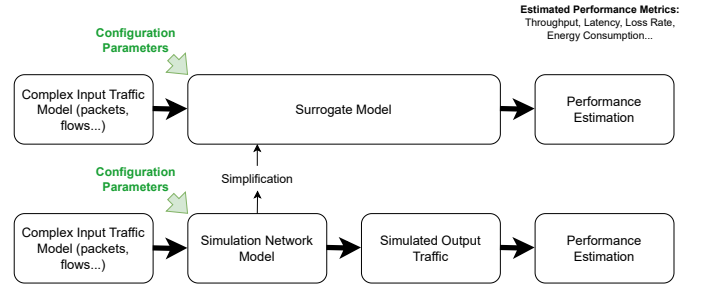 Estimated Performance Metrics:
Throughput, Latency, Loss Rate,
Energy Consumption...
Configuration
Parameters
Complex Input Traffic
Model (packets,
flows...)
Surrogate Model
Performance
Estimation
Simplification
Configuration
Parameters
Complex Input Traffic
Model (packets,
flows...)
Simulation Network
Model
Simulated Output
Traffic
Performance
Estimation